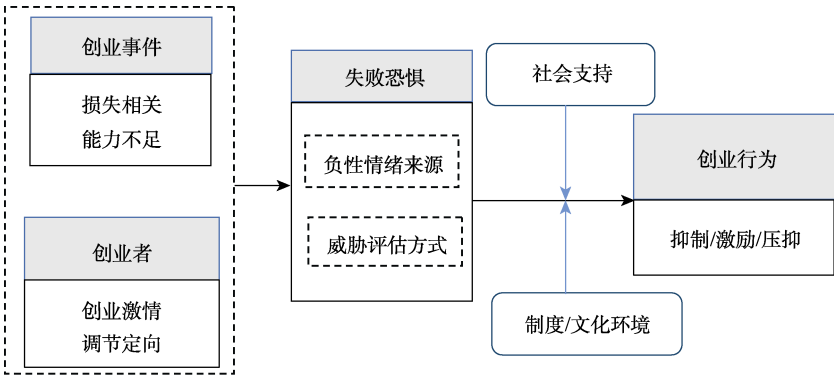 创业事件
损失相关
能力不足
创业者
创业激情
调节定向
失败恐惧
负性情绪来源
威胁评估方式
社会支持
制度/文化环境
创业行为
抑制/激励/压抑